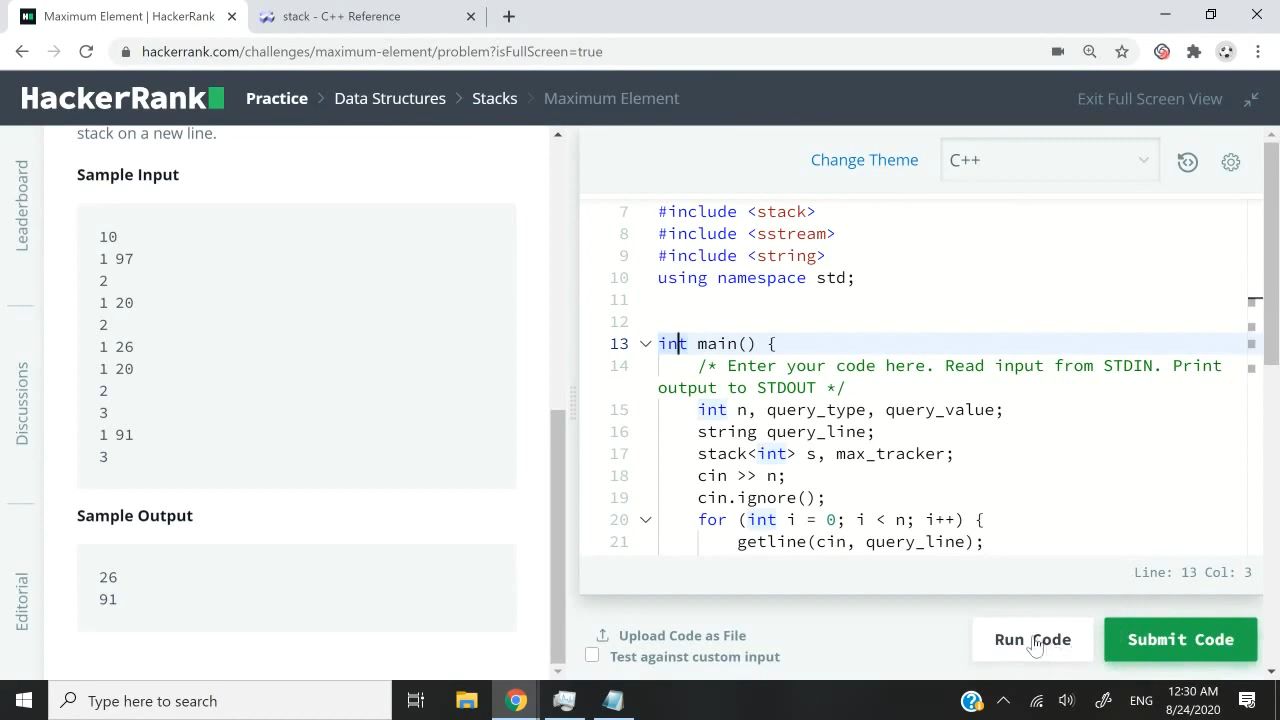 Maximum Element | HackerRank
stack - C++ Reference
hackerrank.com/challenges/maximum-element/problem?isFullScreen=true
HackerRank
Practice > Data Structures > Stacks > Maximum Element
Exit Full Screen View
Leaderboard
Discussions
Editorial
stack on a new line.
Sample Input
10
1 97
2
1 20
2
1 26
1 20
2
3
1 91
3
Sample Output
26
91
Change Theme
C++
7 #include <stack>
8 #include <sstream>
9 #include <string>
10 using namespace std;
11
12
13 int main() {
14 /* Enter your code here. Read input from STDIN. Print
output to STDOUT */
15 int n, query_type, query_value;
16 string query_line;
17 stack<int> s, max_tracker;
18 cin >> n;
19 cin.ignore();
20 for (int i = 0; i < n; i++) {
21 getline(cin, query_line);
Line: 13 Col: 3
Upload Code as File
Test against custom input
Run Code
Submit Code
Type here to search
ENG
12:30 AM
8/24/2020